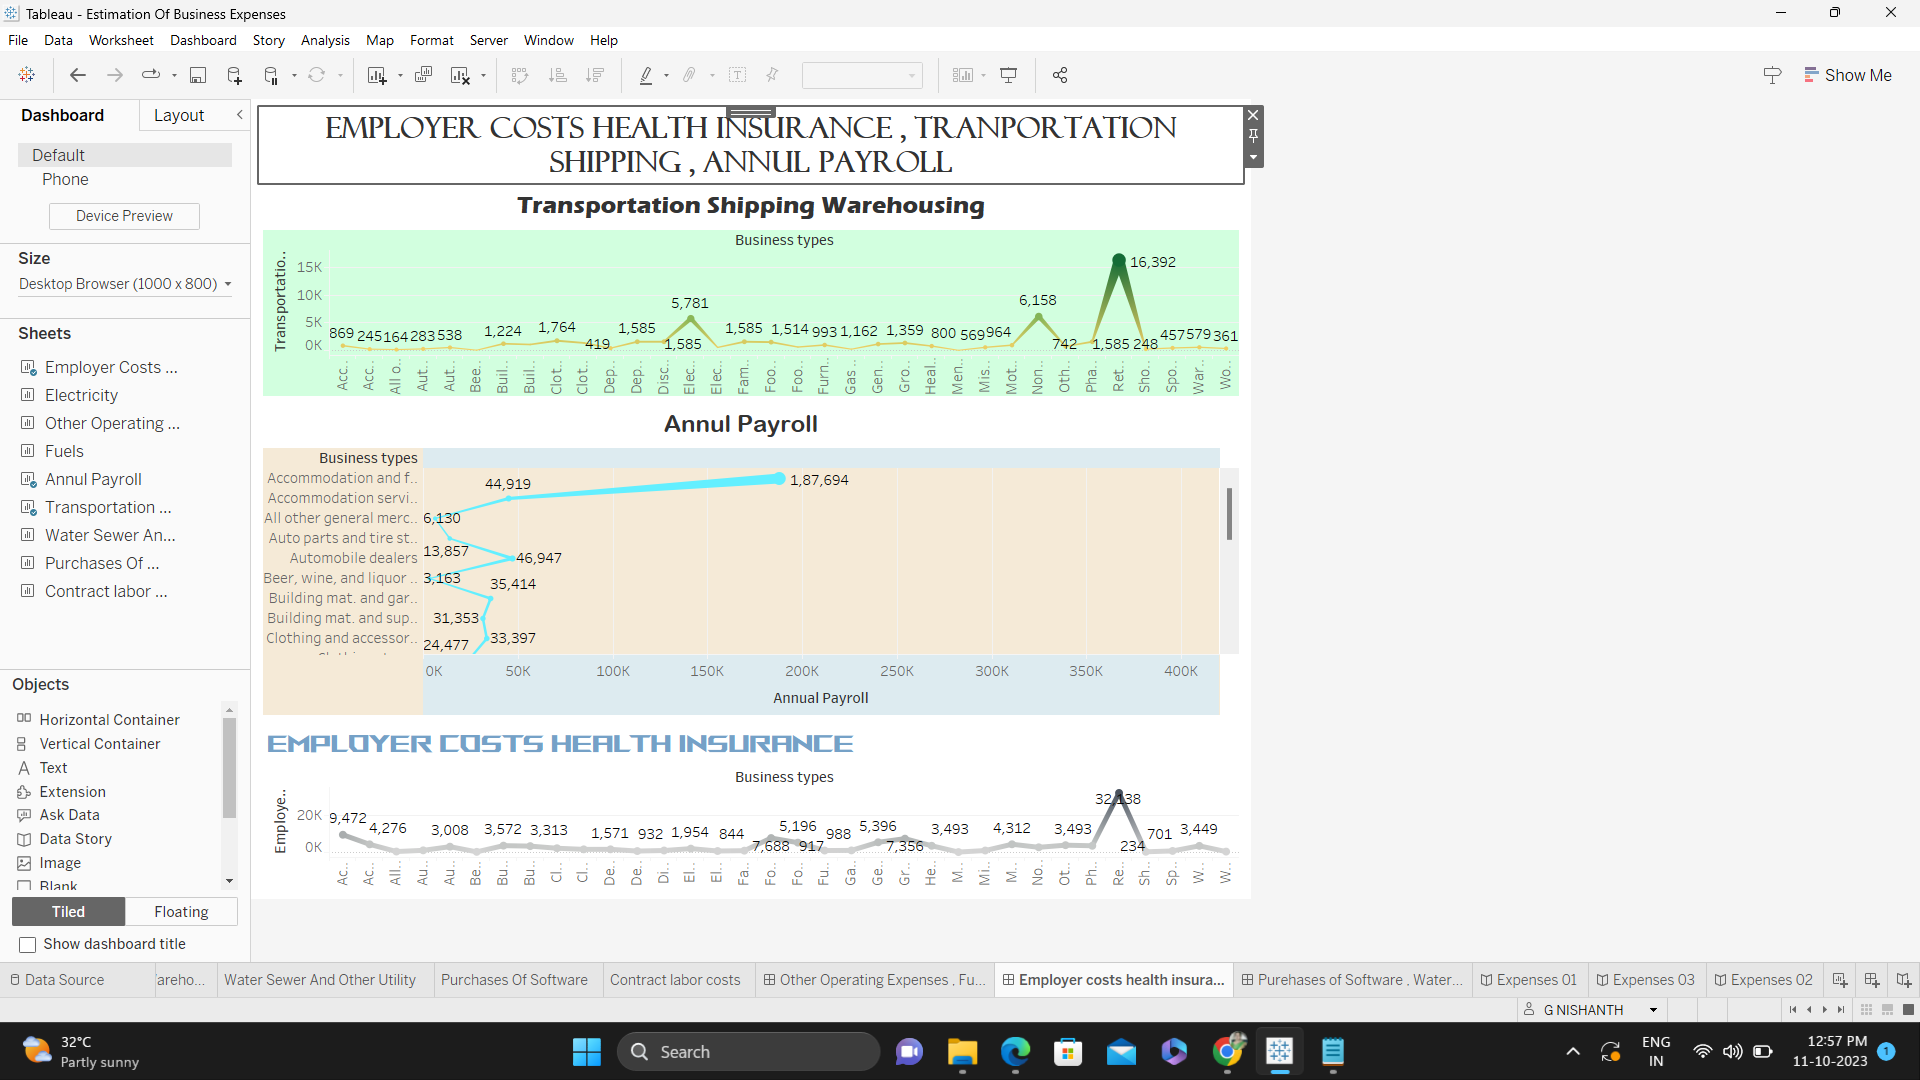 Tableau - Estimation Of Business Expenses
File Data Worksheet Dashboard Story Analysis Map Format Server Window Help
Show Me
Dashboard Layout
Default
Phone
Device Preview
Size
Desktop Browser (1000 x 800)
Sheets
Employer Costs ...
Electricity
Other Operating ...
Fuels
Annul Payroll
Transportation ...
Water Sewer An...
Purchases Of ...
Contract labor ...
Objects
Horizontal Container
Vertical Container
Text
Extension
Ask Data
Data Story
Image
Blank
Tiled Floating
Show dashboard title
EMPLOYER COSTS HEALTH INSURANCE , TRANPORTATION
SHIPPING , ANNUL PAYROLL
Transportation Shipping Warehousing
Business types
Transportatio..
15K
10K
5K
0K
869 245 164 283 538 1,224 1,764 419 1,585 5,781 1,585 1,585 1,514 993 1,162 1,359 800 569 964 6,158 742 1,585 16,392 248 457 579 361
Acc.. Acc.. All o.. Aut.. Aut.. Bee.. Buil.. Buil.. Clot.. Clot.. Dep.. Dep.. Disc.. Elec.. Elec.. Fam.. Foo.. Foo.. Furn.. Gas .. Gen.. Gro.. Heal.. Men.. Mis.. Mot.. Non.. Oth.. Pha.. Ret.. Sho.. Spo.. War.. Wo..
Annul Payroll
Business types
Accommodation and f.. 1,87,694
Accommodation servi.. 44,919
All other general merc.. 6,130
Auto parts and tire st.. 13,857
Automobile dealers 46,947
Beer, wine, and liquor .. 3,163
Building mat. and gar.. 35,414
Building mat. and sup.. 31,353
Clothing and accessor.. 33,397
24,477
0K 50K 100K 150K 200K 250K 300K 350K 400K
Annual Payroll
EMPLOYER COSTS HEALTH INSURANCE
Business types
Employe..
20K
0K
9,472 4,276 3,008 3,572 3,313 1,571 932 1,954 844 7,688 5,196 917 988 5,396 7,356 3,493 4,312 3,493 32,138 234 701 3,449
Ac.. Ac.. All.. Au.. Au.. Be.. Bu.. Bu.. Cl.. Cl.. De.. De.. Di.. El.. El.. Fa.. Fo.. Fo.. Fu.. Ga.. Ge.. Gr.. He.. M.. Mi.. M.. No.. Ot.. Ph.. Re.. Sh.. Sp.. W.. W..
Data Source areho... Water Sewer And Other Utility Purchases Of Software Contract labor costs Other Operating Expenses , Fu... Employer costs health insura... Purehases of Software , Water... Expenses 01 Expenses 03 Expenses 02
G NISHANTH
32°C
Partly sunny
Search
ENG
IN
12:57 PM
11-10-2023
1